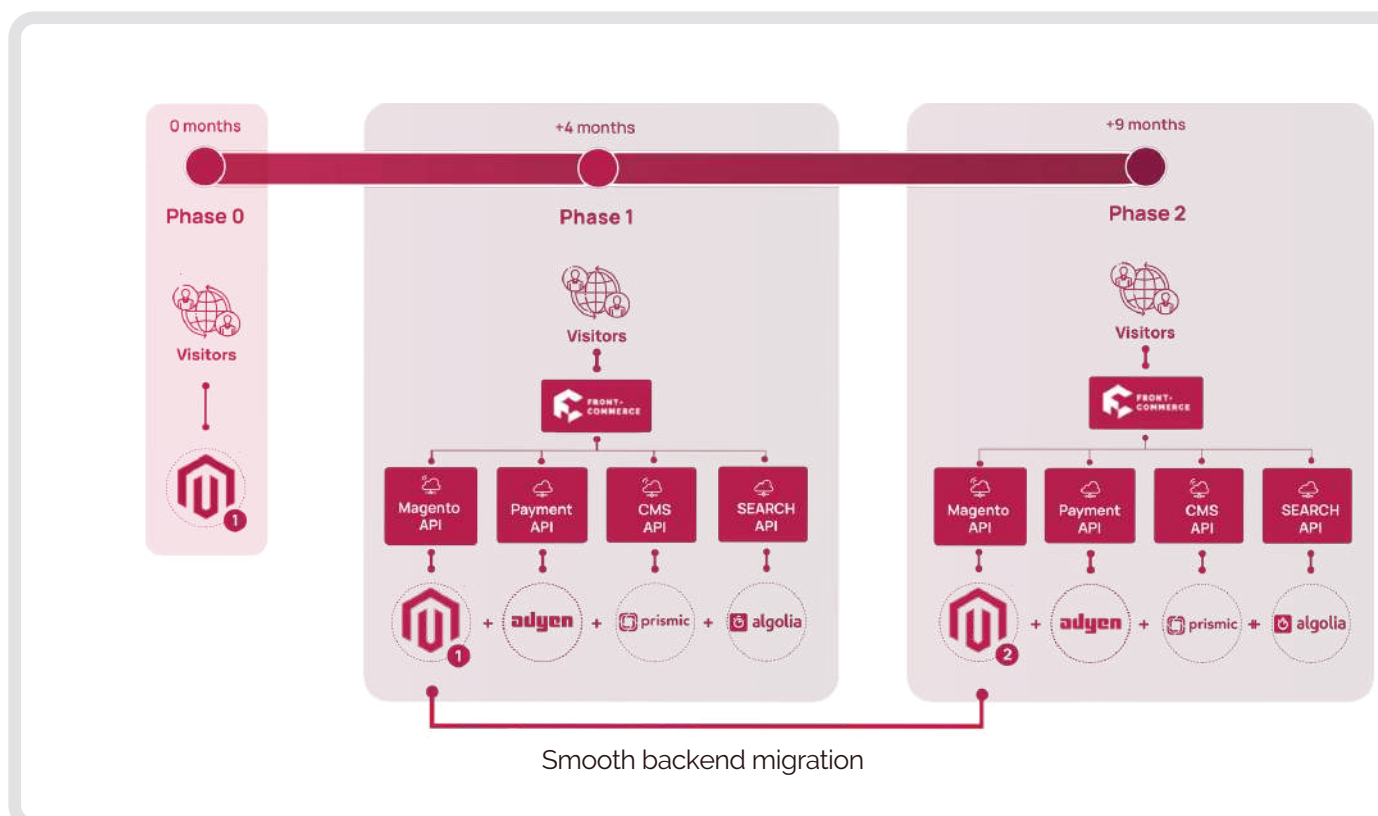 0 months
Phase 0
Visitors
1
+4 months
Phase 1
Visitors
FRONT-
COMMERCE
Magento
API
Payment
API
CMS
API
SEARCH
API
1
+
adyen
+
prismic
+
algolia
+9 months
Phase 2
Visitors
FRONT-
COMMERCE
Magento
API
Payment
API
CMS
API
SEARCH
API
2
+
adyen
+
prismic
+
algolia
Smooth backend migration